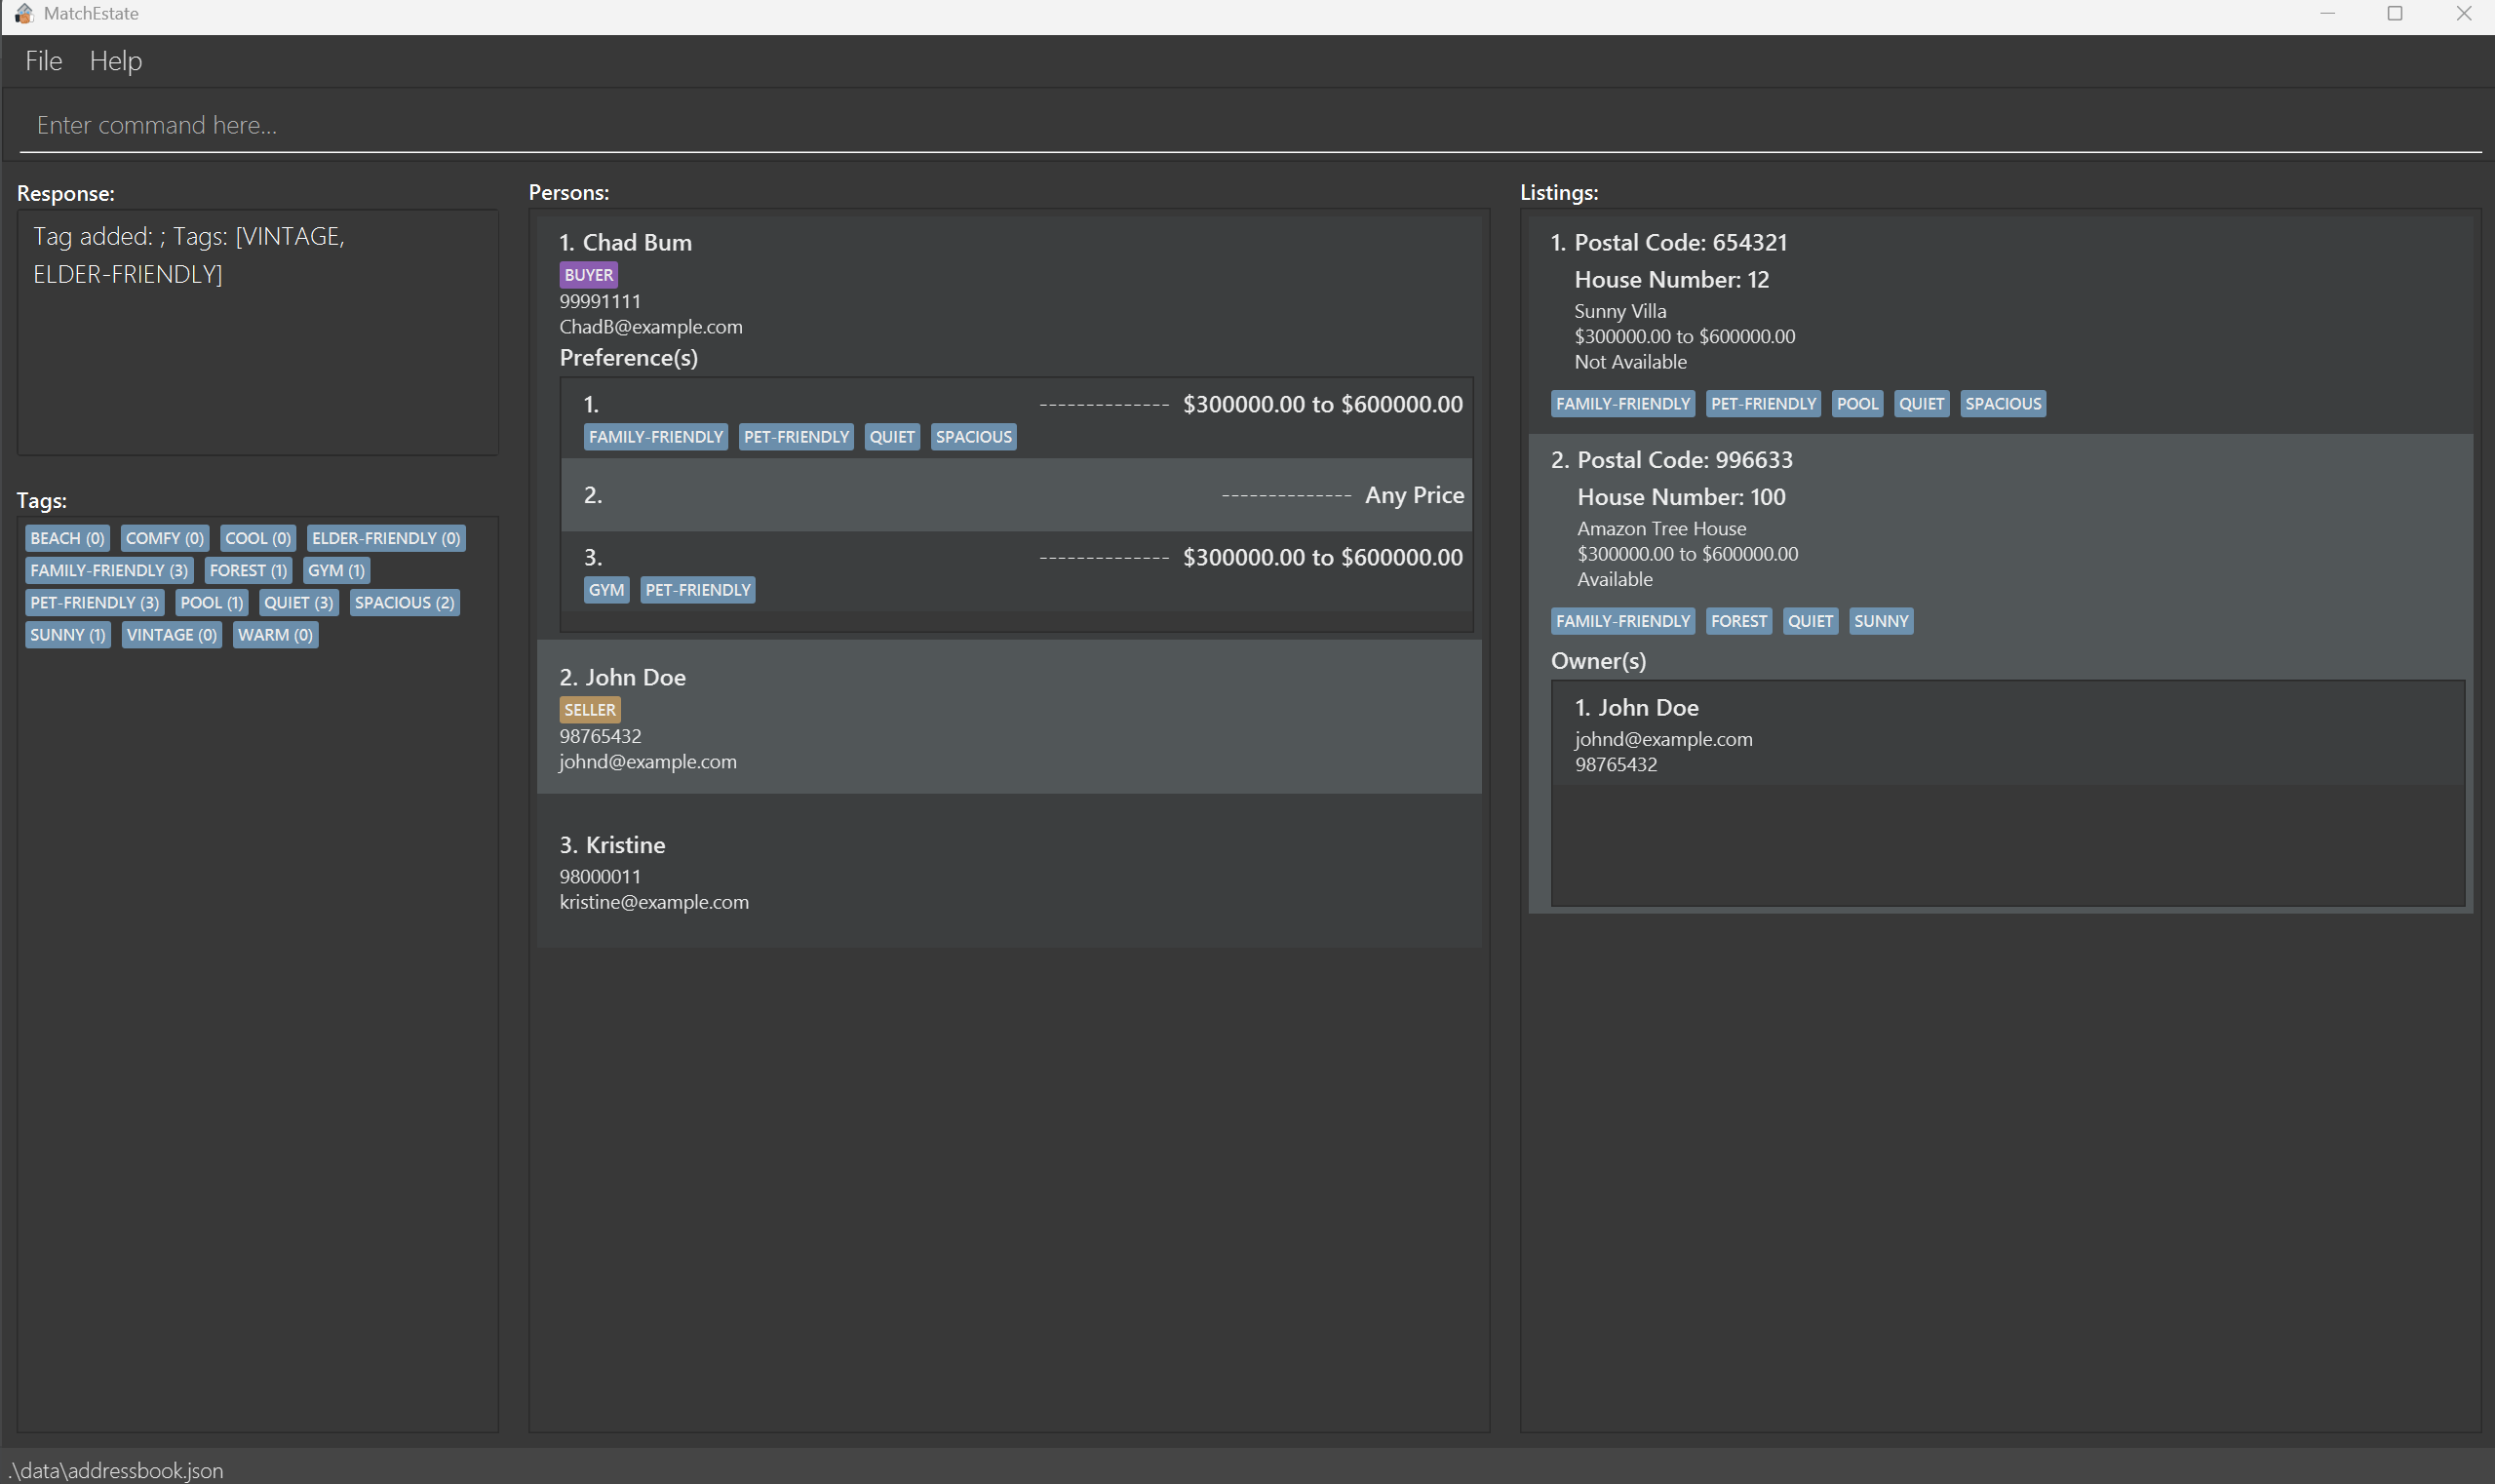 MatchEstate
File Help
Enter command here...
Response:
Tag added: ; Tags: [VINTAGE,
ELDER-FRIENDLY]
Tags:
BEACH (0) COMFY (0) COOL (0) ELDER-FRIENDLY (0)
FAMILY-FRIENDLY (3) FOREST (1) GYM (1)
PET-FRIENDLY (3) POOL (1) QUIET (3) SPACIOUS (2)
SUNNY (1) VINTAGE (0) WARM (0)
Persons:
1. Chad Bum
BUYER
99991111
ChadB@example.com
Preference(s)
1. -------------- $300000.00 to $600000.00
FAMILY-FRIENDLY PET-FRIENDLY QUIET SPACIOUS
2. -------------- Any Price
3. -------------- $300000.00 to $600000.00
GYM PET-FRIENDLY
2. John Doe
SELLER
98765432
johnd@example.com
3. Kristine
98000011
kristine@example.com
Listings:
1. Postal Code: 654321
House Number: 12
Sunny Villa
$300000.00 to $600000.00
Not Available
FAMILY-FRIENDLY PET-FRIENDLY POOL QUIET SPACIOUS
2. Postal Code: 996633
House Number: 100
Amazon Tree House
$300000.00 to $600000.00
Available
FAMILY-FRIENDLY FOREST QUIET SUNNY
Owner(s)
1. John Doe
johnd@example.com
98765432
.\data\addressbook.json